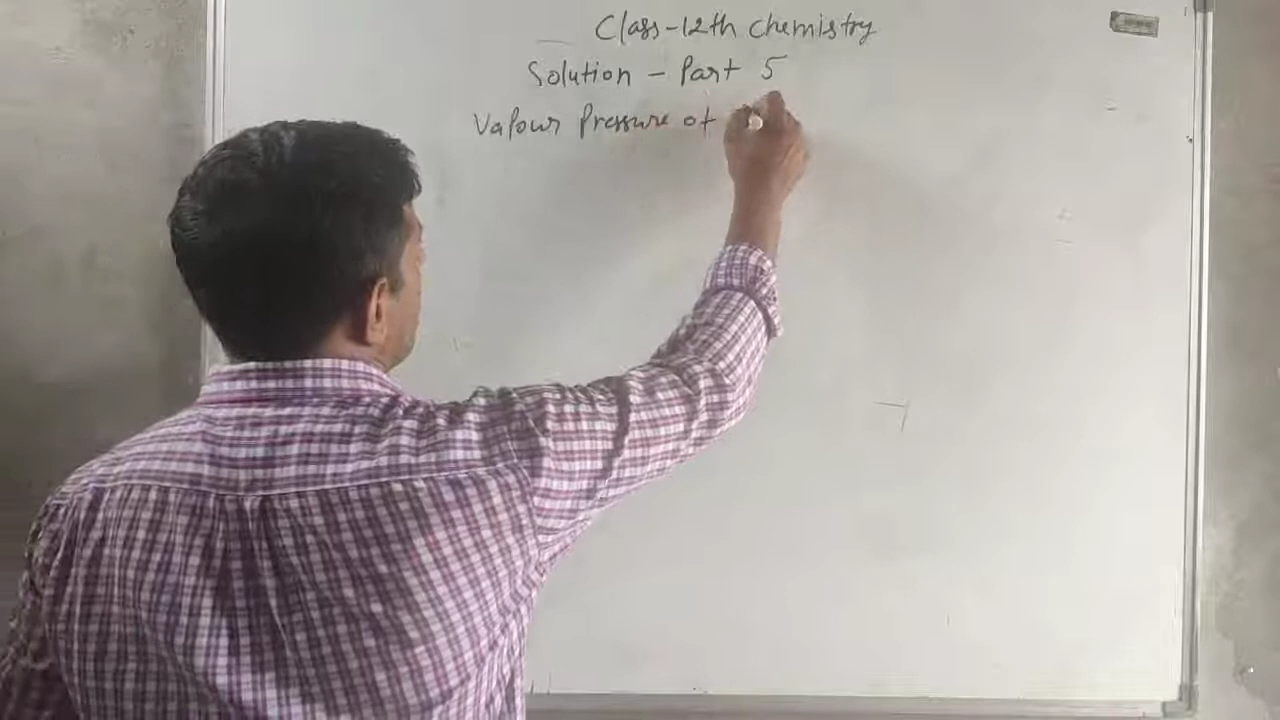 Class-12th Chemistry
Solution - Part 5
Vapour Pressure of